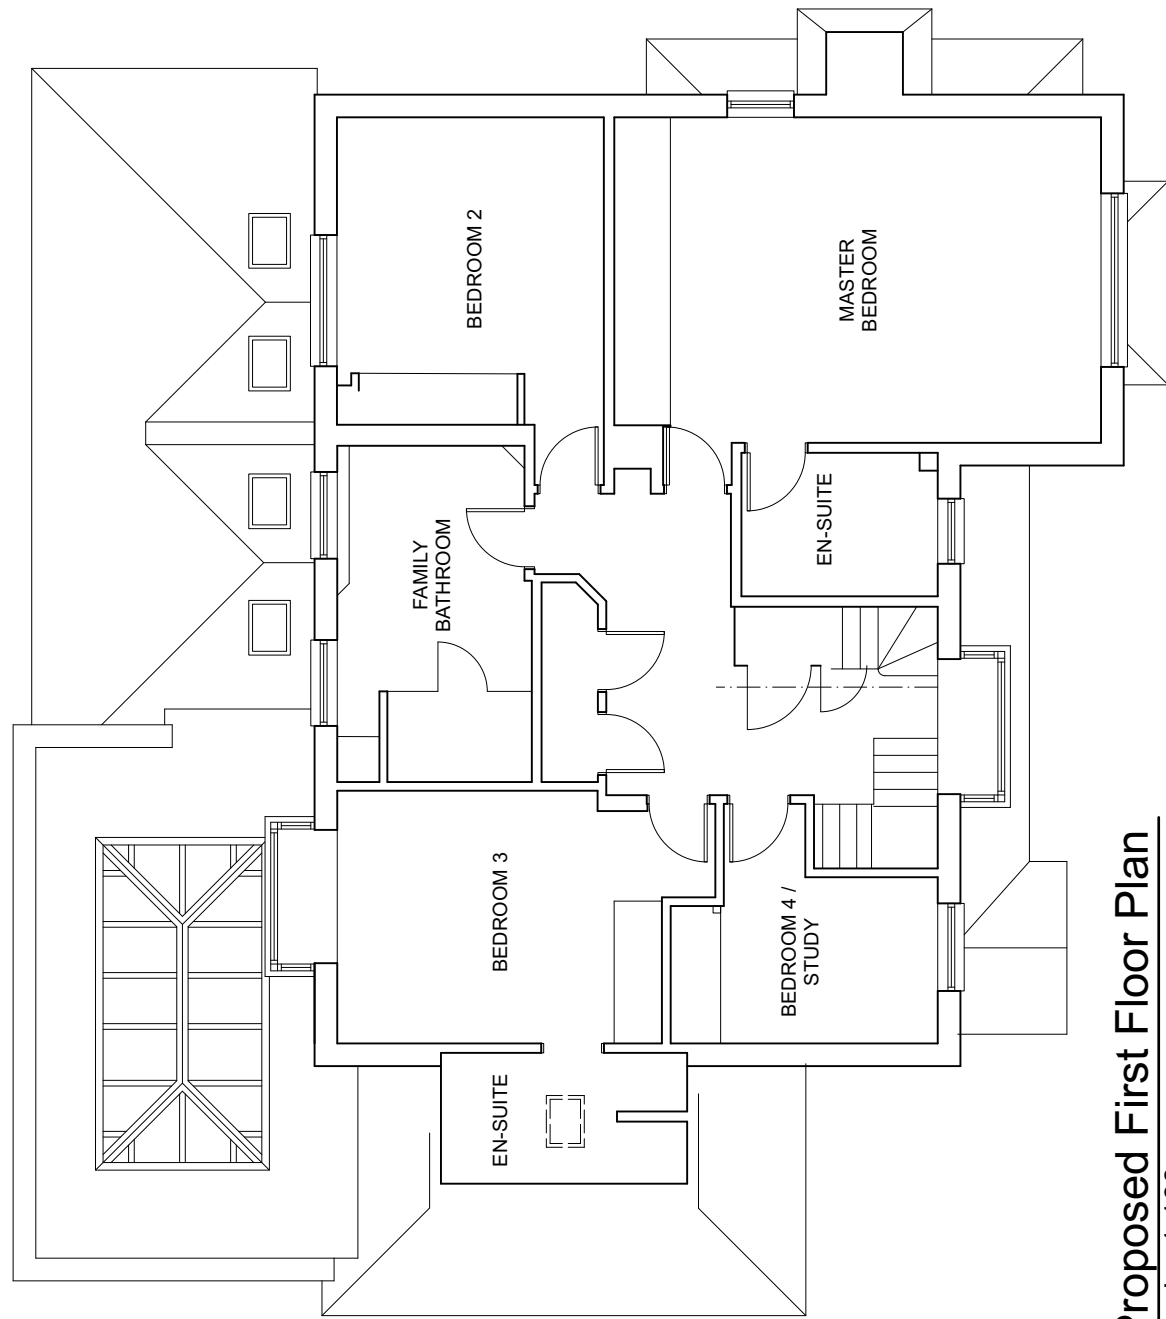 FAMILY
BATHROOM
BEDROOM 2
EN-SUITE
BEDROOM 3
BEDROOM 4 /
STUDY
EN-SUITE
MASTER
BEDROOM
Proposed First Floor Plan